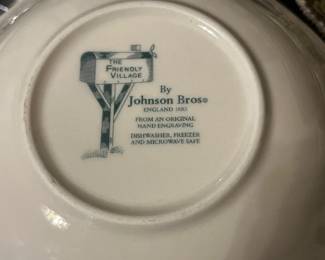 THE
FRIENDLY
VILLAGE
By
Johnson Bros®
ENGLAND 1883
FROM AN ORIGINAL
HAND ENGRAVING
DISHWASHER, FREEZER
AND MICROWAVE SAFE